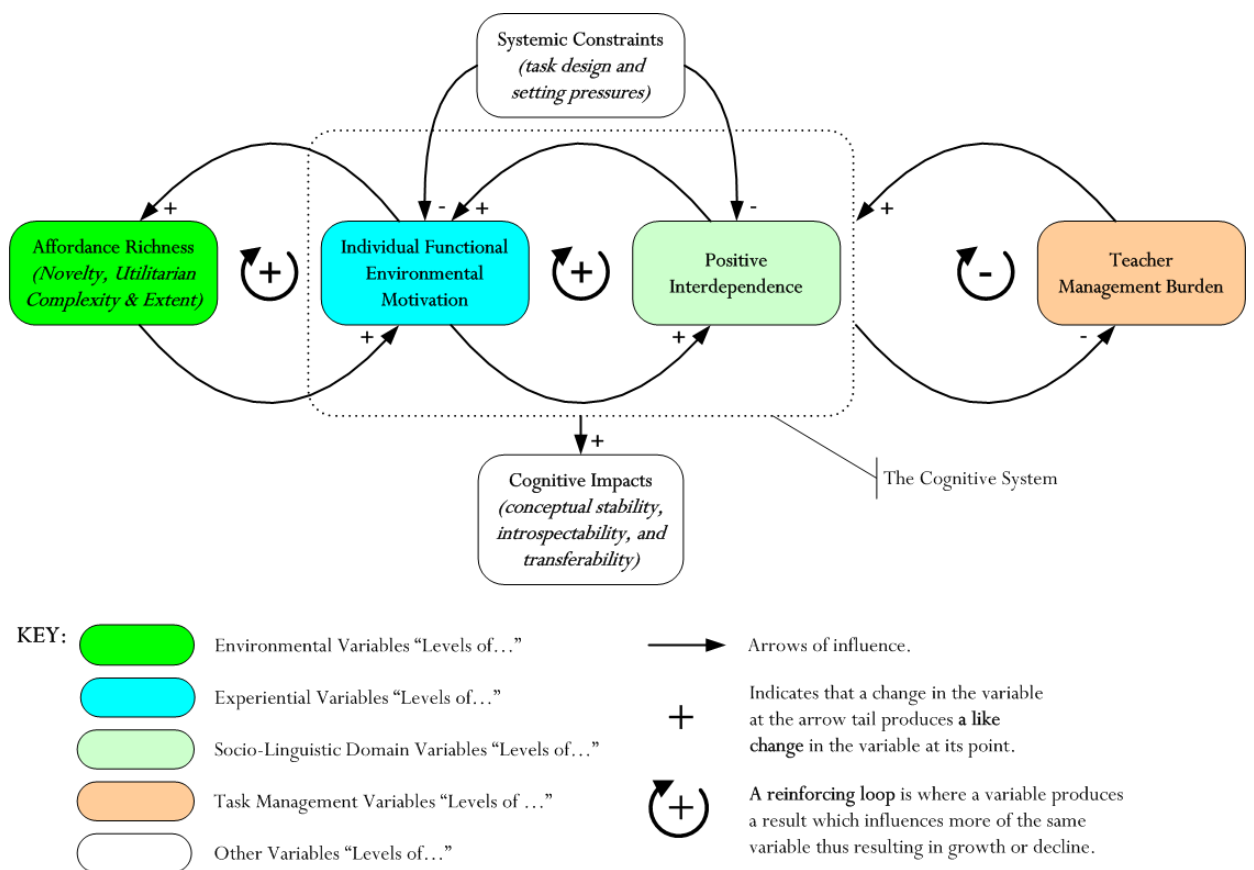 Systemic Constraints
(task design and
setting pressures)
+
-
+
-
+
Affordance Richness
(Novelty, Utilitarian
Complexity & Extent)
+
Individual Functional
Environmental
Motivation
+
Positive
Interdependence
-
Teacher
Management Burden
+
+
-
+
Cognitive Impacts
(conceptual stability,
introspectability, and
transferability)
The Cognitive System
KEY:
Environmental Variables “Levels of…”
Experiential Variables “Levels of…”
Socio-Linguistic Domain Variables “Levels of…”
Task Management Variables “Levels of …”
Other Variables “Levels of…”
Arrows of influence.
+
Indicates that a change in the variable
at the arrow tail produces a like
change in the variable at its point.
+
A reinforcing loop is where a variable produces
a result which influences more of the same
variable thus resulting in growth or decline.